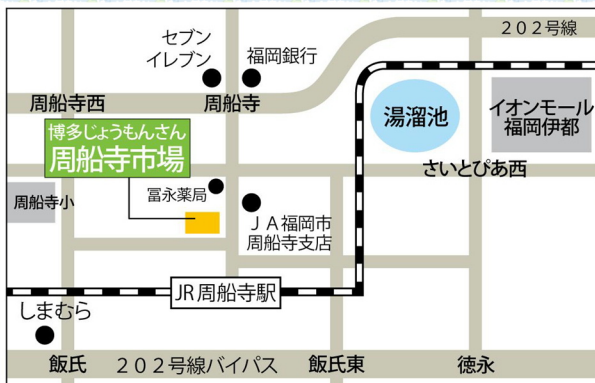 202号線
セブン
イレブン
福岡銀行
周船寺西
周船寺
湯溜池
イオンモール
福岡伊都
博多じょうもんさん
周船寺市場
さいとぴあ西
周船寺小
冨永薬局
JA福岡市
周船寺支店
JR周船寺駅
しまむら
飯氏
202号線バイパス
飯氏東
徳永